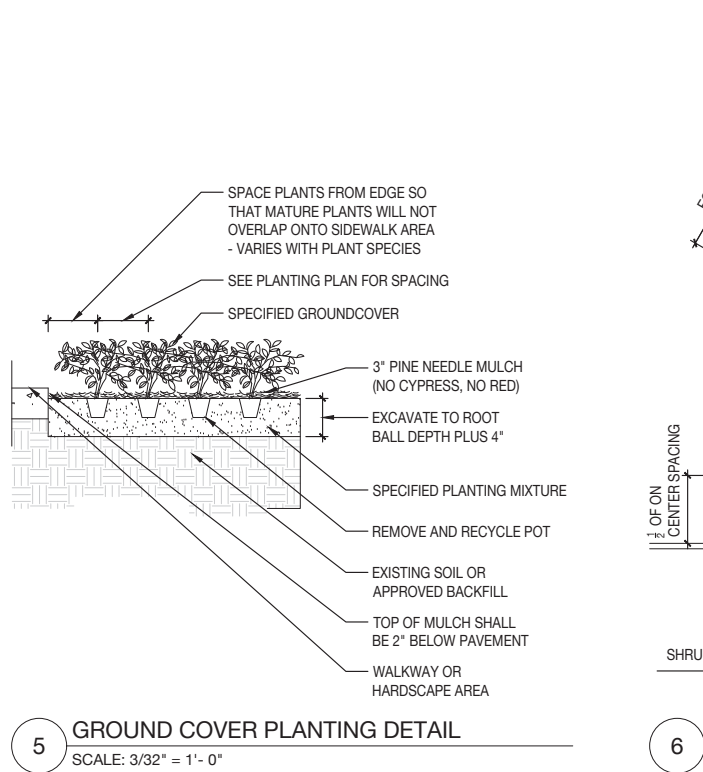 SPACE PLANTS FROM EDGE SO
THAT MATURE PLANTS WILL NOT
OVERLAP ONTO SIDEWALK AREA
- VARIES WITH PLANT SPECIES
SEE PLANTING PLAN FOR SPACING
SPECIFIED GROUNDCOVER
3" PINE NEEDLE MULCH
(NO CYPRESS, NO RED)
EXCAVATE TO ROOT
BALL DEPTH PLUS 4"
SPECIFIED PLANTING MIXTURE
REMOVE AND RECYCLE POT
EXISTING SOIL OR
APPROVED BACKFILL
TOP OF MULCH SHALL
BE 2" BELOW PAVEMENT
WALKWAY OR
HARDSCAPE AREA
5 GROUND COVER PLANTING DETAIL
SCALE: 3/32" = 1'- 0"
½ OF ON
CENTER SPACING
SHRU
6